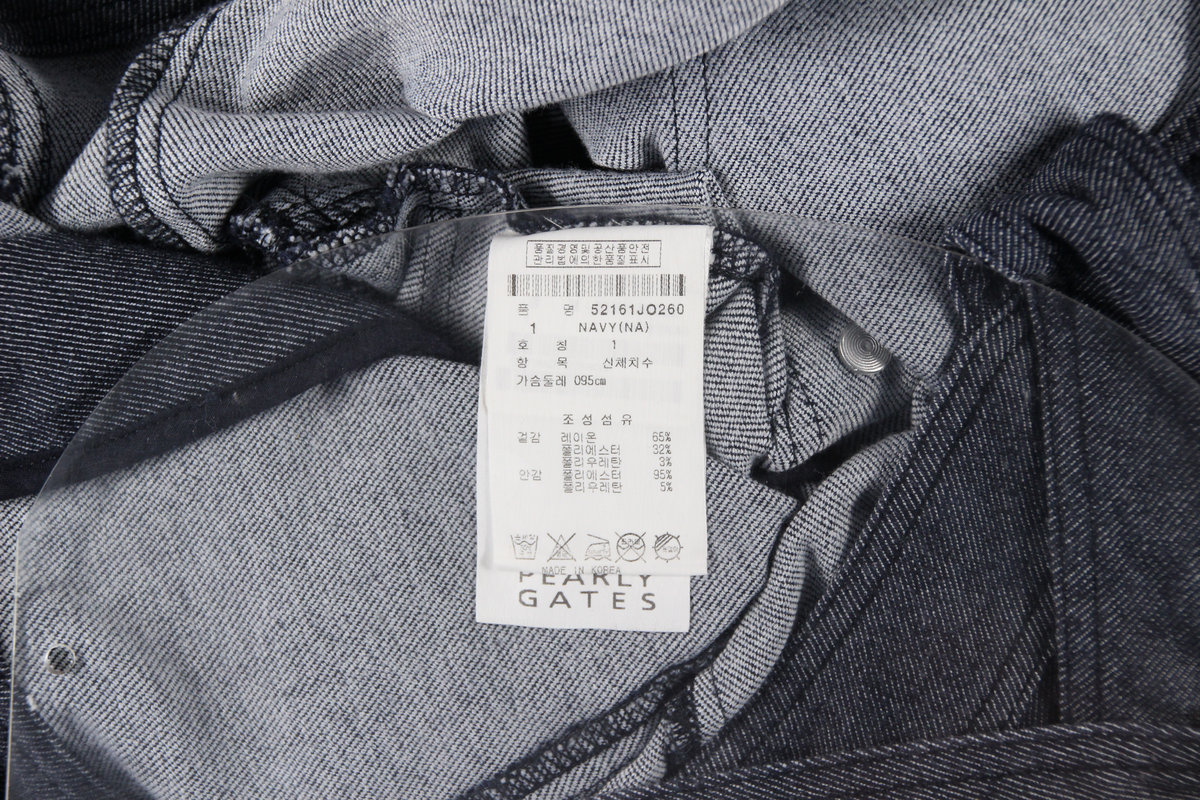 품질경영및공산품안전
관리법에의한품질표시
품 명 52161JO260
1 NAVY(NA)
호 칭 1
항 목 신체치수
가슴둘레 095cm
조성섬유
겉감 레이온 65%
폴리에스터 32%
폴리우레탄 3%
안감 폴리에스터 95%
폴리우레탄 5%
MADE IN KOREA
PEARLY
GATES